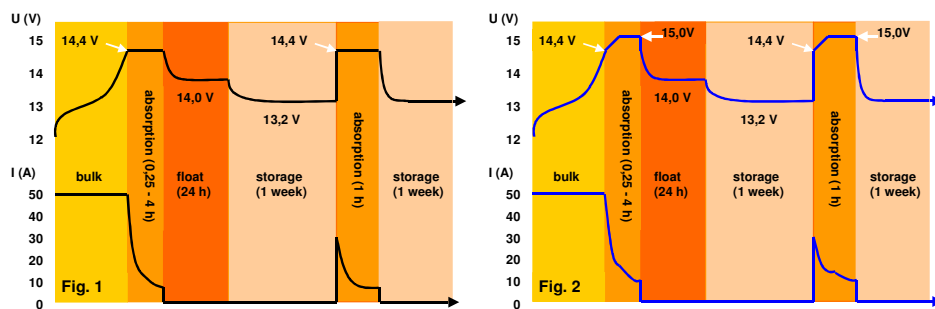 U (V)
15
14
13
12
I (A)
50
40
30
20
10
0
14,4 V
14,0 V
13,2 V
14,4 V
bulk
absorption (0,25 - 4 h)
float
(24 h)
storage
(1 week)
absorption (1 h)
storage
(1 week)
Fig. 1
U (V)
15
14
13
12
I (A)
50
40
30
20
10
0
14,4 V
15,0V
14,0 V
13,2 V
14,4 V
15,0V
bulk
absorption (0,25 - 4 h)
float
(24 h)
storage
(1 week)
absorption (1 h)
storage
(1 week)
Fig. 2